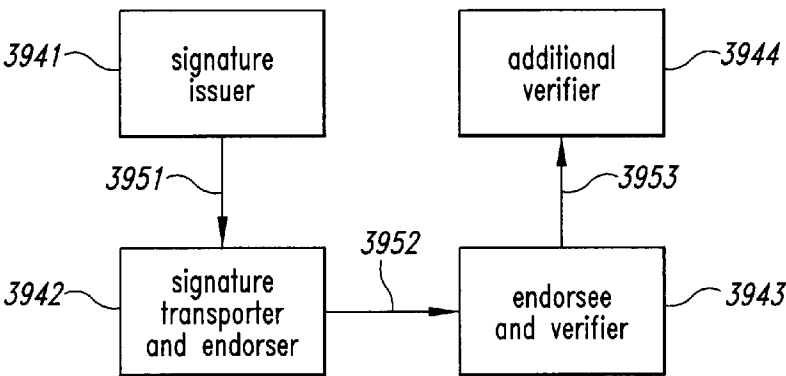 3941
signature
issuer
additional
verifier
3944
3951
3953
3952
3942
signature
transporter
and endorser
endorsee
and verifier
3943